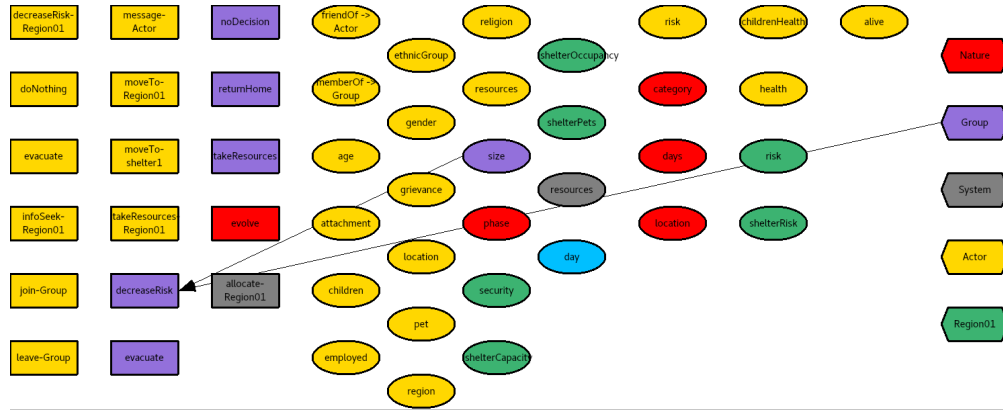 decreaseRisk-
Region01
message-
Actor
noDecision
friendOf ->
Actor
religion
risk
childrenHealth
alive
ethnicGroup
shelterOccupancy
Nature
doNothing
moveTo-
Region01
returnHome
memberOf ->
Group
resources
category
health
gender
shelterPets
Group
evacuate
moveTo-
shelter1
takeResources
age
size
days
risk
grievance
resources
System
infoSeek-
Region01
takeResources-
Region01
evolve
attachment
phase
location
shelterRisk
location
day
Actor
join-Group
decreaseRisk
allocate-
Region01
children
security
pet
Region01
leave-Group
evacuate
employed
shelterCapacity
region